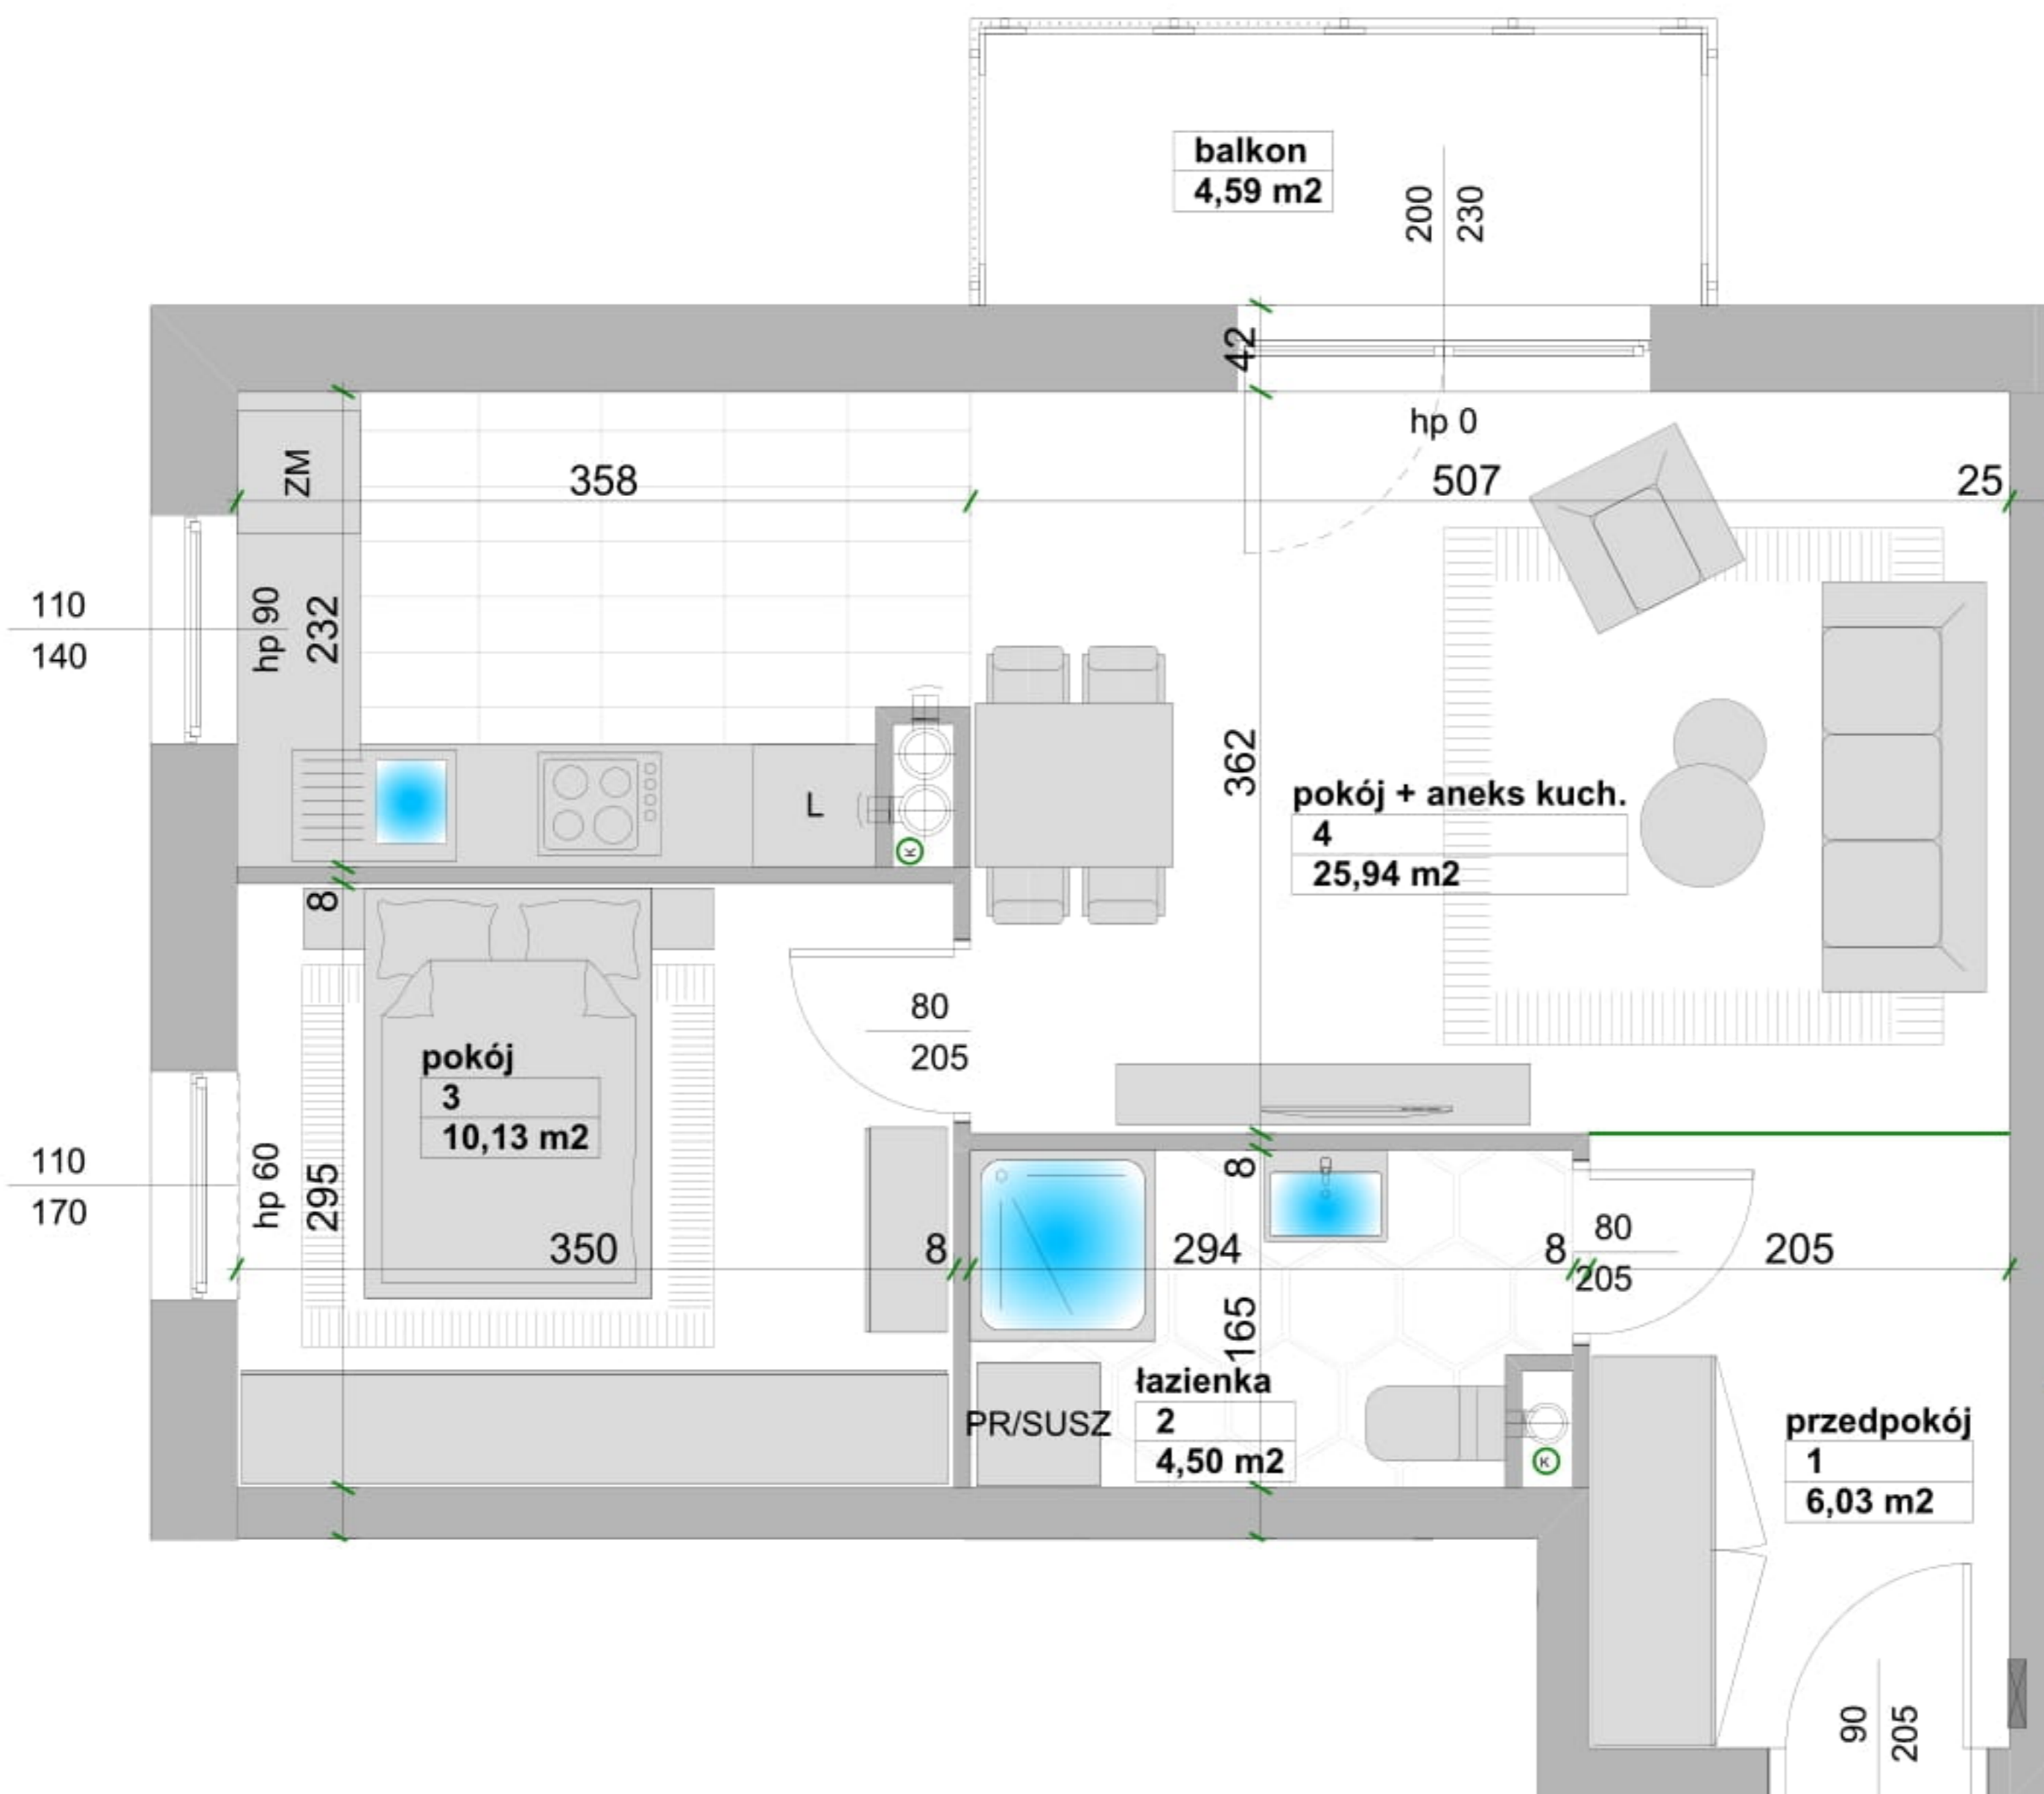 balkon
4,59 m2
200
230
42
hp 0
ZM
358
507
25
110
140
hp 90
232
362
pokój + aneks kuch.
4
25,94 m2
L
K
8
80
205
pokój
3
10,13 m2
110
170
hp 60
295
350
8
8
294
8
80
205
205
165
łazienka
2
4,50 m2
PR/SUSZ
K
przedpokój
1
6,03 m2
90
205